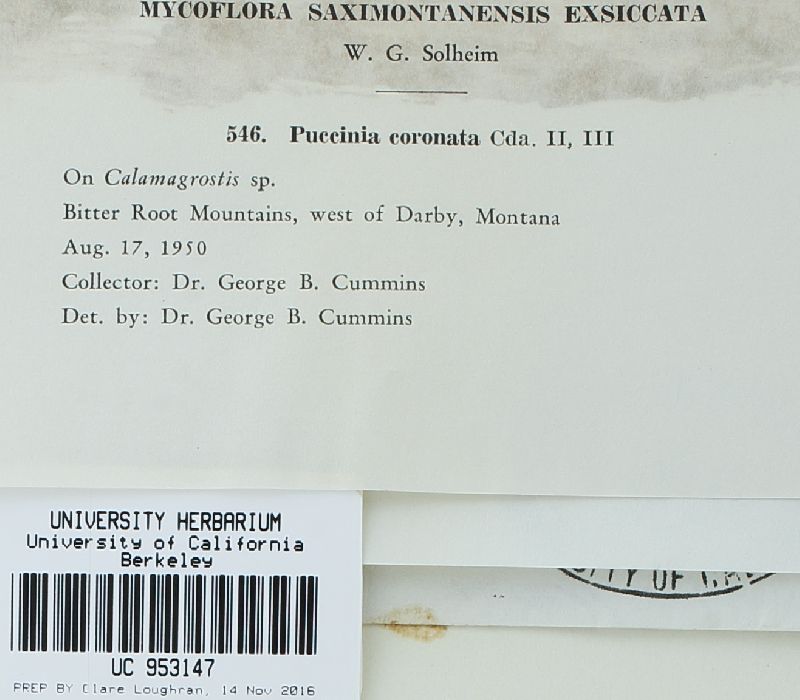 MYCOFLORA SAXIMONTANENSIS EXSICCATA
W. G. Solheim
546. Puccinia coronata Cda. II, III
On Calamagrostis sp.
Bitter Root Mountains, west of Darby, Montana
Aug. 17, 1950
Collector: Dr. George B. Cummins
Det. by: Dr. George B. Cummins
UNIVERSITY HERBARIUM
University of California
Berkeley
UC 953147
PREP BY Clare Loughran, 14 Nov 2016